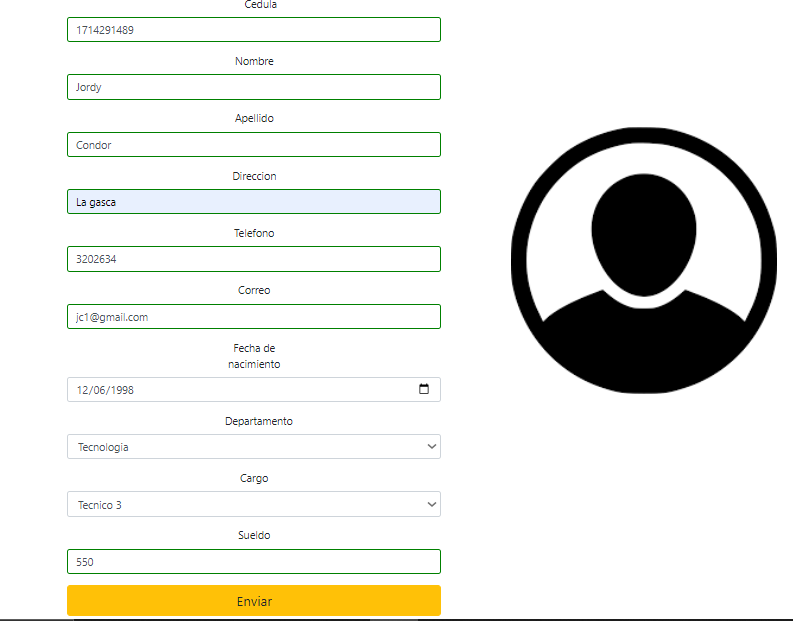 Cedula
1714291489
Nombre
Jordy
Apellido
Condor
Direccion
La gasca
Telefono
3202634
Correo
jc1@gmail.com
Fecha de
nacimiento
12/06/1998
Departamento
Tecnologia
Cargo
Tecnico 3
Sueldo
550
Enviar